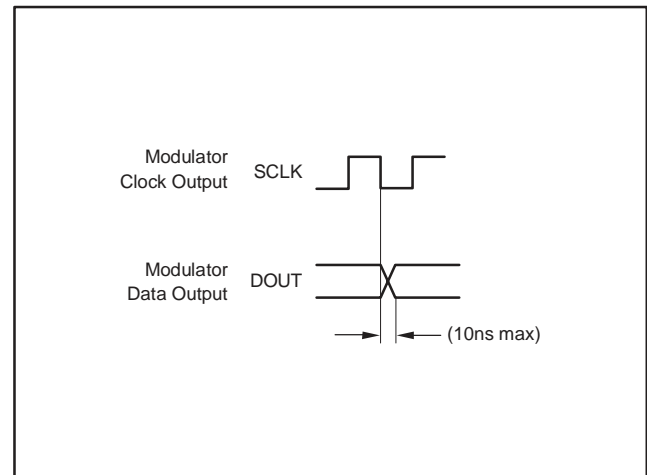 Modulator
Clock Output
SCLK
Modulator
Data Output
DOUT
(10ns max)